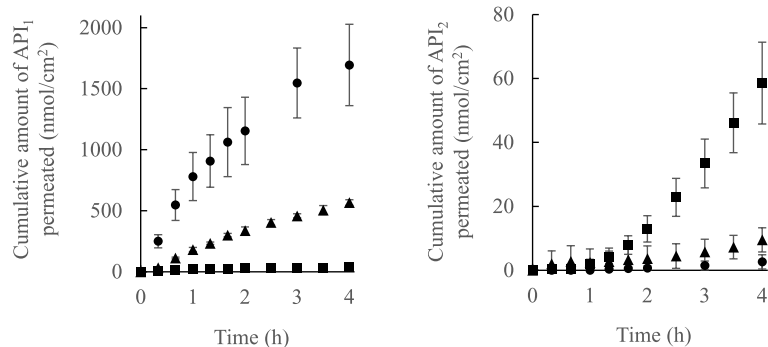 Cumulative amount of API₁
permeated (nmol/cm²)
2000
1500
1000
500
0
0 1 2 3 4
Time (h)
Cumulative amount of API₂
permeated (nmol/cm²)
80
60
40
20
0
0 1 2 3 4
Time (h)